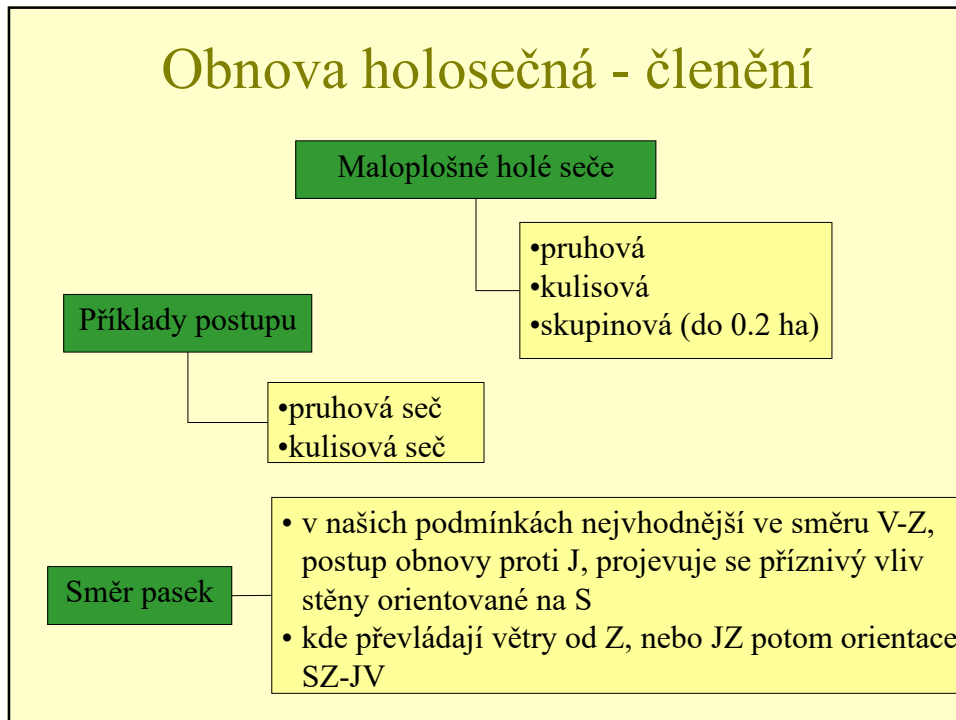 Obnova holosečná - členění
Maloplošné holé seče
•pruhová
•kulisová
•skupinová (do 0.2 ha)
Příklady postupu
•pruhová seč
•kulisová seč
Směr pasek
• v našich podmínkách nejvhodnější ve směru V-Z,
postup obnovy proti J, projevuje se příznivý vliv
stěny orientované na S
• kde převládají větry od Z, nebo JZ potom orientace
SZ-JV